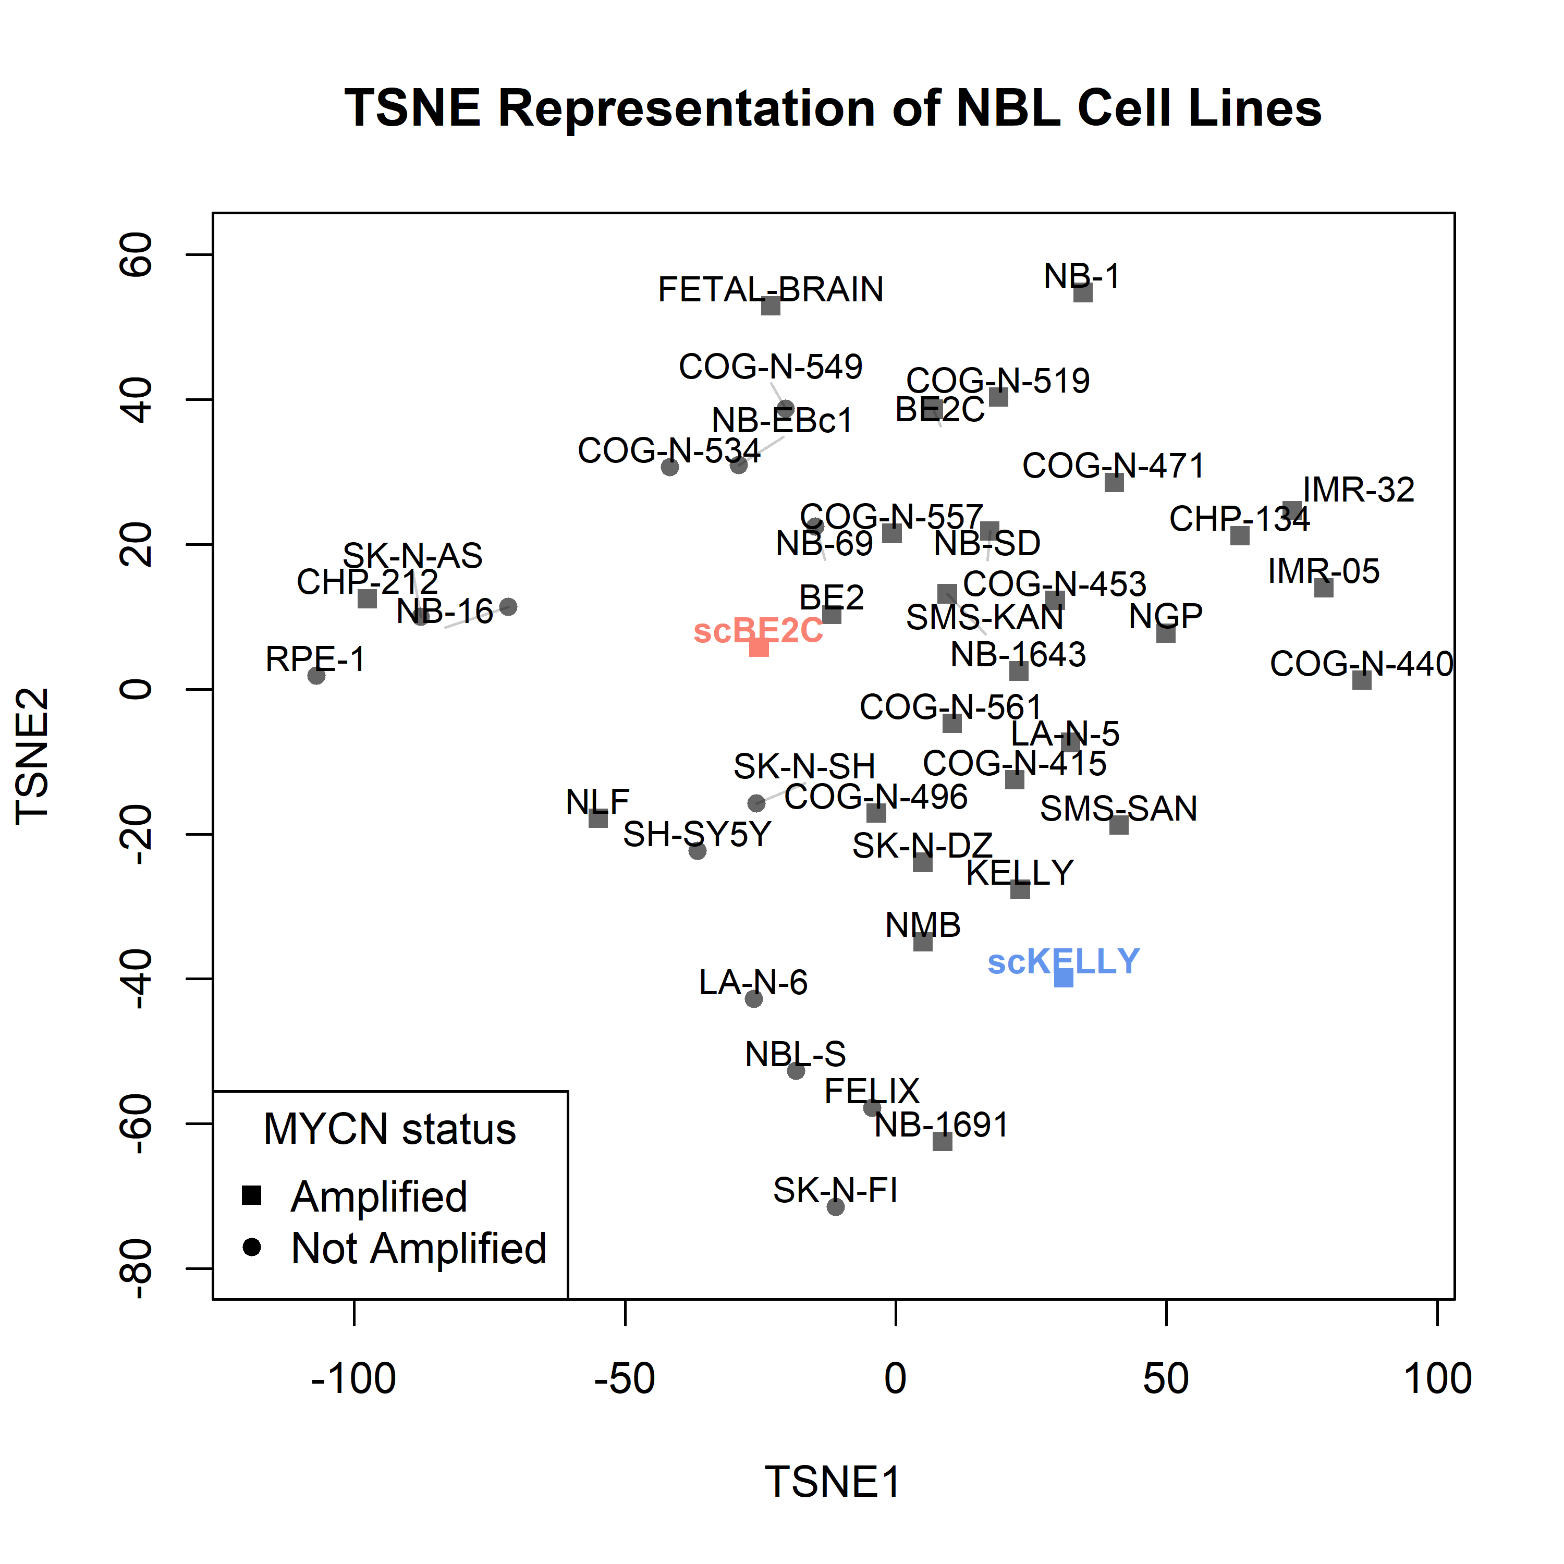 TSNE Representation of NBL Cell Lines
TSNE2
60
40
20
0
-20
-40
-60
-80
NB-1
FETAL-BRAIN
COG-N-549
COG-N-519
BE2C
NB-EBc1
COG-N-534
COG-N-471
IMR-32
COG-N-557
CHP-134
NB-69
NB-SD
SK-N-AS
IMR-05
CHP-212
COG-N-453
BE2
NB-16
SMS-KAN
NGP
scBE2C
NB-1643
RPE-1
COG-N-440
COG-N-561
LA-N-5
SK-N-SH
COG-N-415
COG-N-496
NLF
SMS-SAN
SH-SY5Y
SK-N-DZ
KELLY
NMB
scKELLY
LA-N-6
NBL-S
FELIX
NB-1691
SK-N-FI
MYCN status
Amplified
Not Amplified
-100
-50
0
50
100
TSNE1